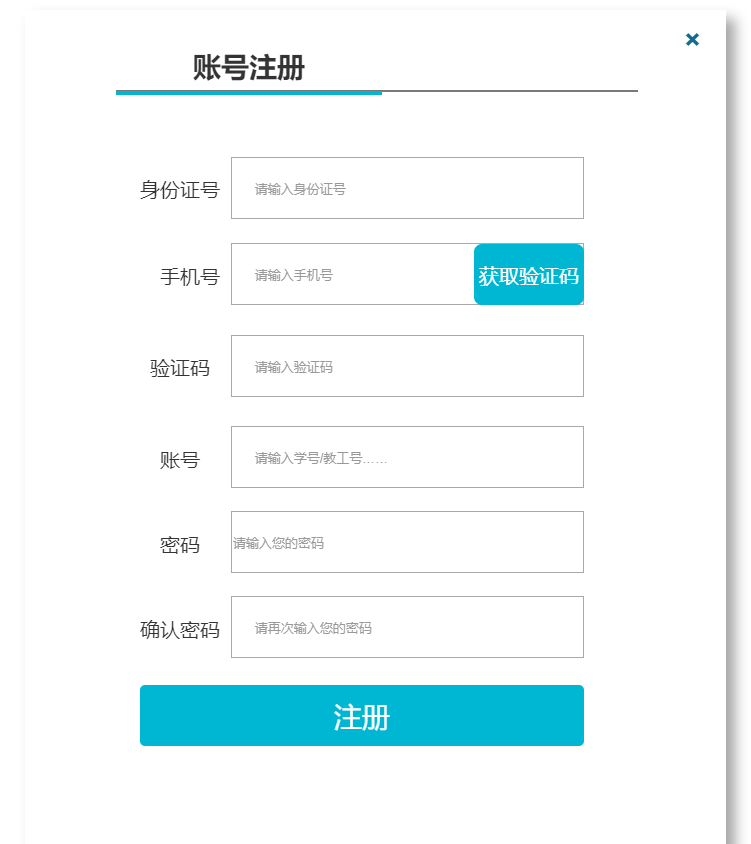 账号注册
身份证号 请输入身份证号
手机号 请输入手机号 获取验证码
验证码 请输入验证码
账号 请输入学号/教工号……
密码 请输入您的密码
确认密码 请再次输入您的密码
注册